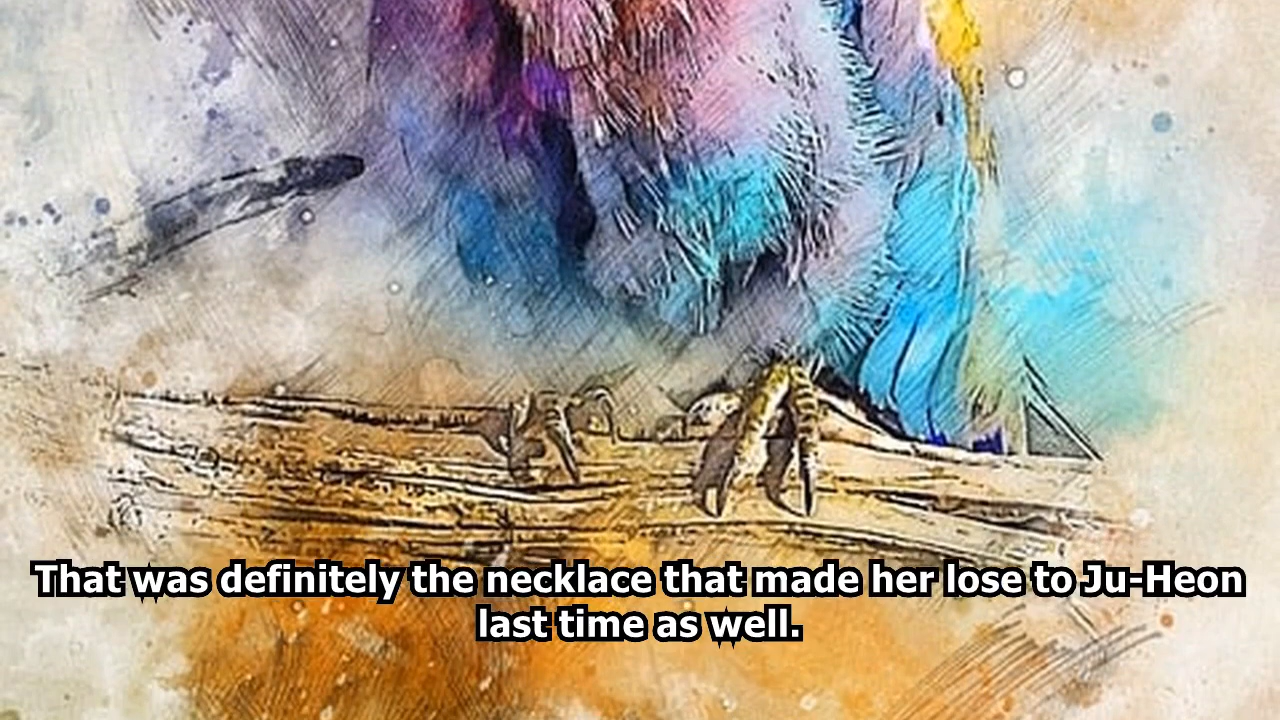 That was definitely the necklace that made her lose to Ju-Heon
last time as well.